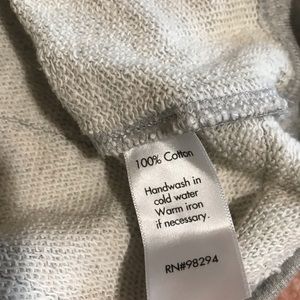 100% Cotton
Handwash in
cold water
Warm iron
if necessary.
RN#98294